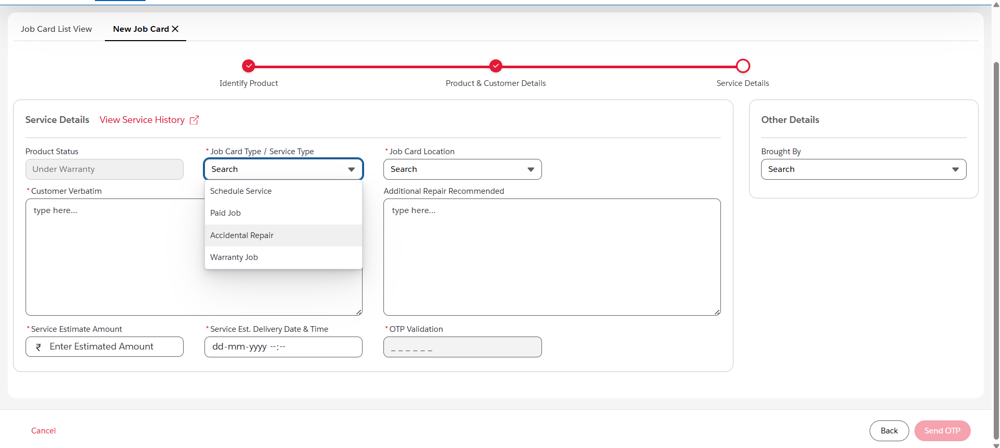 Job Card List View
New Job Card
Identify Product
Product & Customer Details
Service Details
Service Details
View Service History
Product Status
Under Warranty
* Job Card Type / Service Type
Search
Schedule Service
Paid Job
Accidental Repair
Warranty Job
* Job Card Location
Search
* Customer Verbatim
type here...
Additional Repair Recommended
type here...
* Service Estimate Amount
₹ Enter Estimated Amount
* Service Est. Delivery Date & Time
dd-mm-yyyy --:--
* OTP Validation
_ _ _ _ _ _
Other Details
Brought By
Search
Cancel
Back
Send OTP